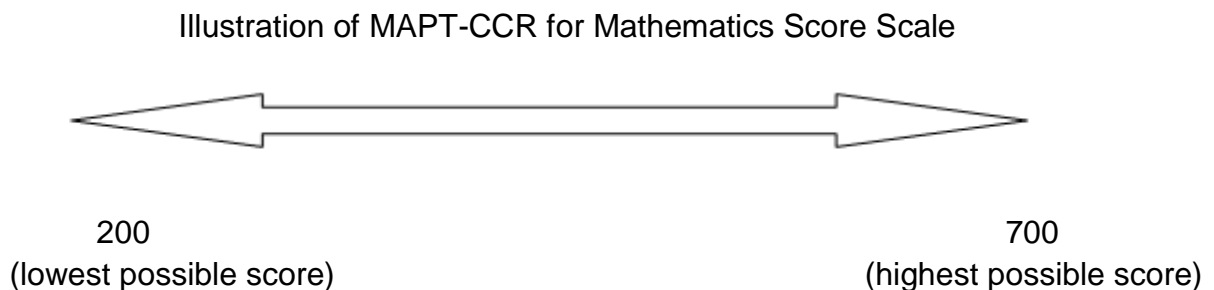 Illustration of MAPT-CCR for Mathematics Score Scale
200 700
(lowest possible score) (highest possible score)